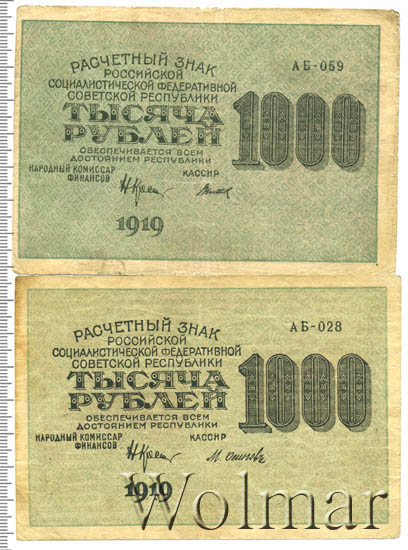 РАСЧЕТНЫЙ ЗНАК
РОССИЙСКОЙ
СОЦИАЛИСТИЧЕСКОЙ ФЕДЕРАТИВНОЙ
СОВЕТСКОЙ РЕСПУБЛИКИ
ТЫСЯЧА
РУБЛЕЙ
ОБЕСПЕЧИВАЕТСЯ ВСЕМ
ДОСТОЯНИЕМ РЕСПУБЛИКИ
НАРОДНЫЙ КОМИССАР
ФИНАНСОВ
КАССИР
1919
АБ-059
1000
РАСЧЕТНЫЙ ЗНАК
РОССИЙСКОЙ
СОЦИАЛИСТИЧЕСКОЙ ФЕДЕРАТИВНОЙ
СОВЕТСКОЙ РЕСПУБЛИКИ
ТЫСЯЧА
РУБЛЕЙ
ОБЕСПЕЧИВАЕТСЯ ВСЕМ
ДОСТОЯНИЕМ РЕСПУБЛИКИ
НАРОДНЫЙ КОМИССАР
ФИНАНСОВ
КАССИР
1919
АБ-028
1000
Wolmar